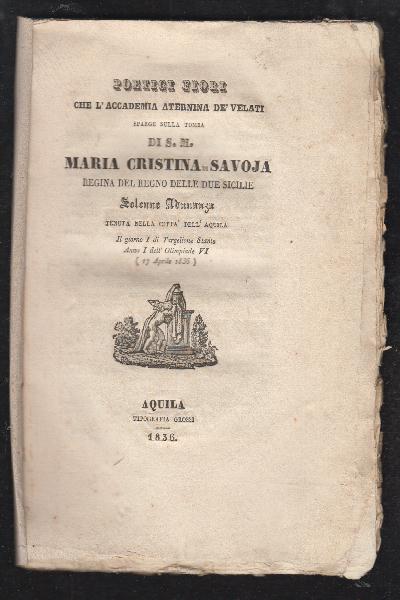 POETICI FIORI
CHE L'ACCADEMIA ATERNINA DE' VELATI
SPARGE SULLA TOMBA
DI S. M.
MARIA CRISTINA DI SAVOJA
REGINA DEL REGNO DELLE DUE SICILIE
Solenne Adunanza
TENUTA NELLA CITTA' DELL'AQUILA
Il giorno I di Targelione Stante
Anno I dell' Olimpiade VI
( 17 Aprile 1836 )
AQUILA
TIPOGRAFIA GROSSI
1836.